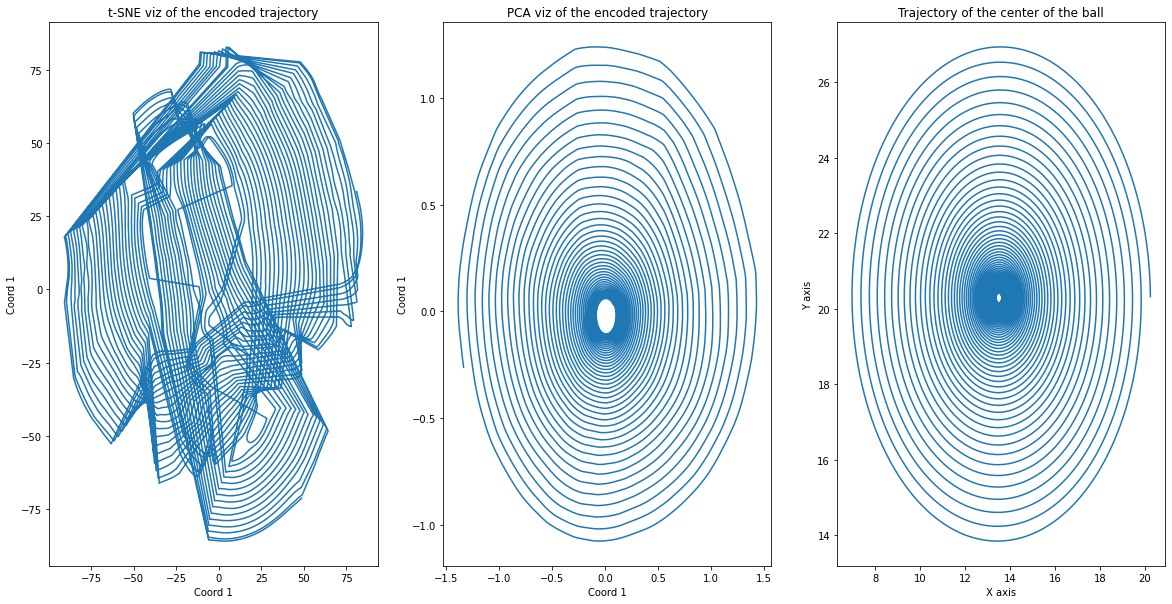 t-SNE viz of the encoded trajectory
75
50
25
0
−25
−50
−75
Coord 1
−75 −50 −25 0 25 50 75
Coord 1
PCA viz of the encoded trajectory
1.0
0.5
0.0
−0.5
−1.0
Coord 1
−1.5 −1.0 −0.5 0.0 0.5 1.0 1.5
Coord 1
Trajectory of the center of the ball
26
24
22
20
18
16
14
Y axis
8 10 12 14 16 18 20
X axis